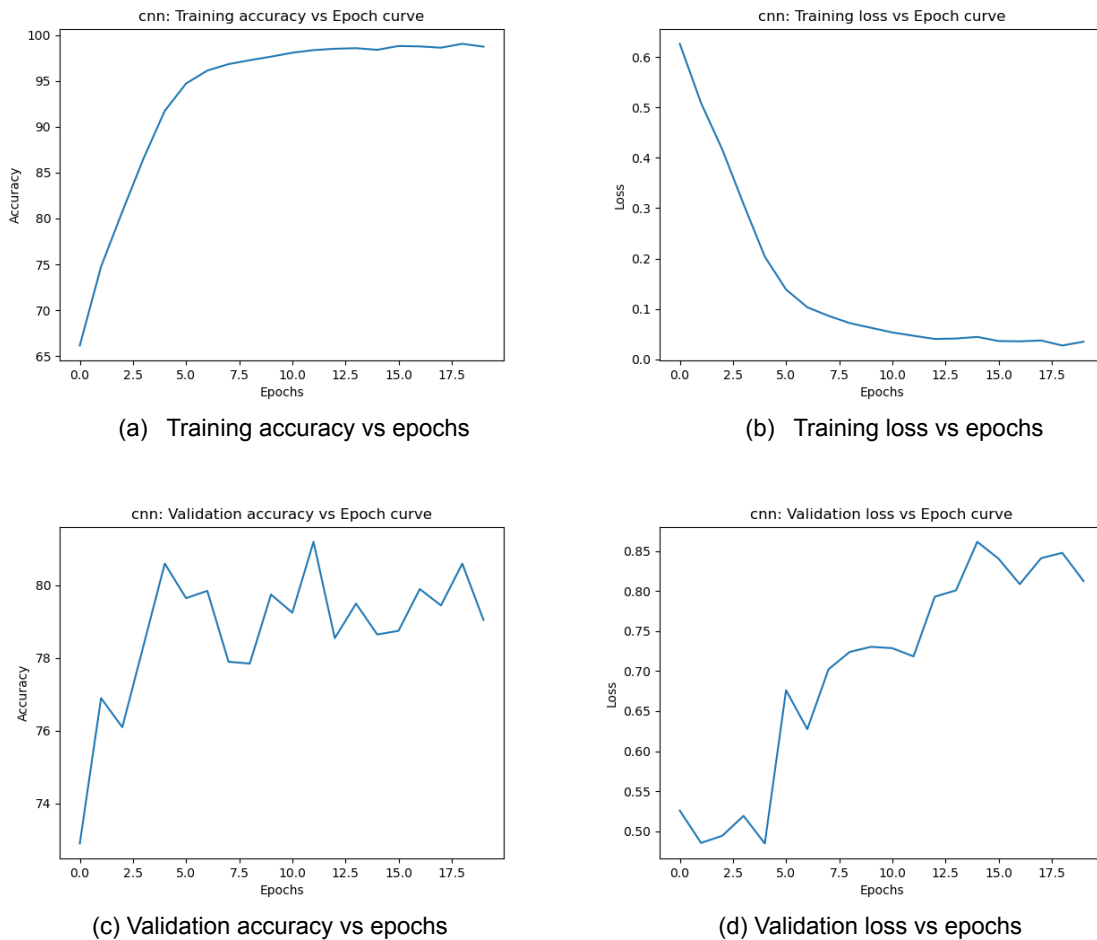 cnn: Training accuracy vs Epoch curve
100
95
90
85
80
75
70
65
Accuracy
0.0 2.5 5.0 7.5 10.0 12.5 15.0 17.5
Epochs
(a) Training accuracy vs epochs
cnn: Training loss vs Epoch curve
0.6
0.5
0.4
0.3
0.2
0.1
0.0
Loss
0.0 2.5 5.0 7.5 10.0 12.5 15.0 17.5
Epochs
(b) Training loss vs epochs
cnn: Validation accuracy vs Epoch curve
80
78
76
74
Accuracy
0.0 2.5 5.0 7.5 10.0 12.5 15.0 17.5
Epochs
(c) Validation accuracy vs epochs
cnn: Validation loss vs Epoch curve
0.85
0.80
0.75
0.70
0.65
0.60
0.55
0.50
Loss
0.0 2.5 5.0 7.5 10.0 12.5 15.0 17.5
Epochs
(d) Validation loss vs epochs